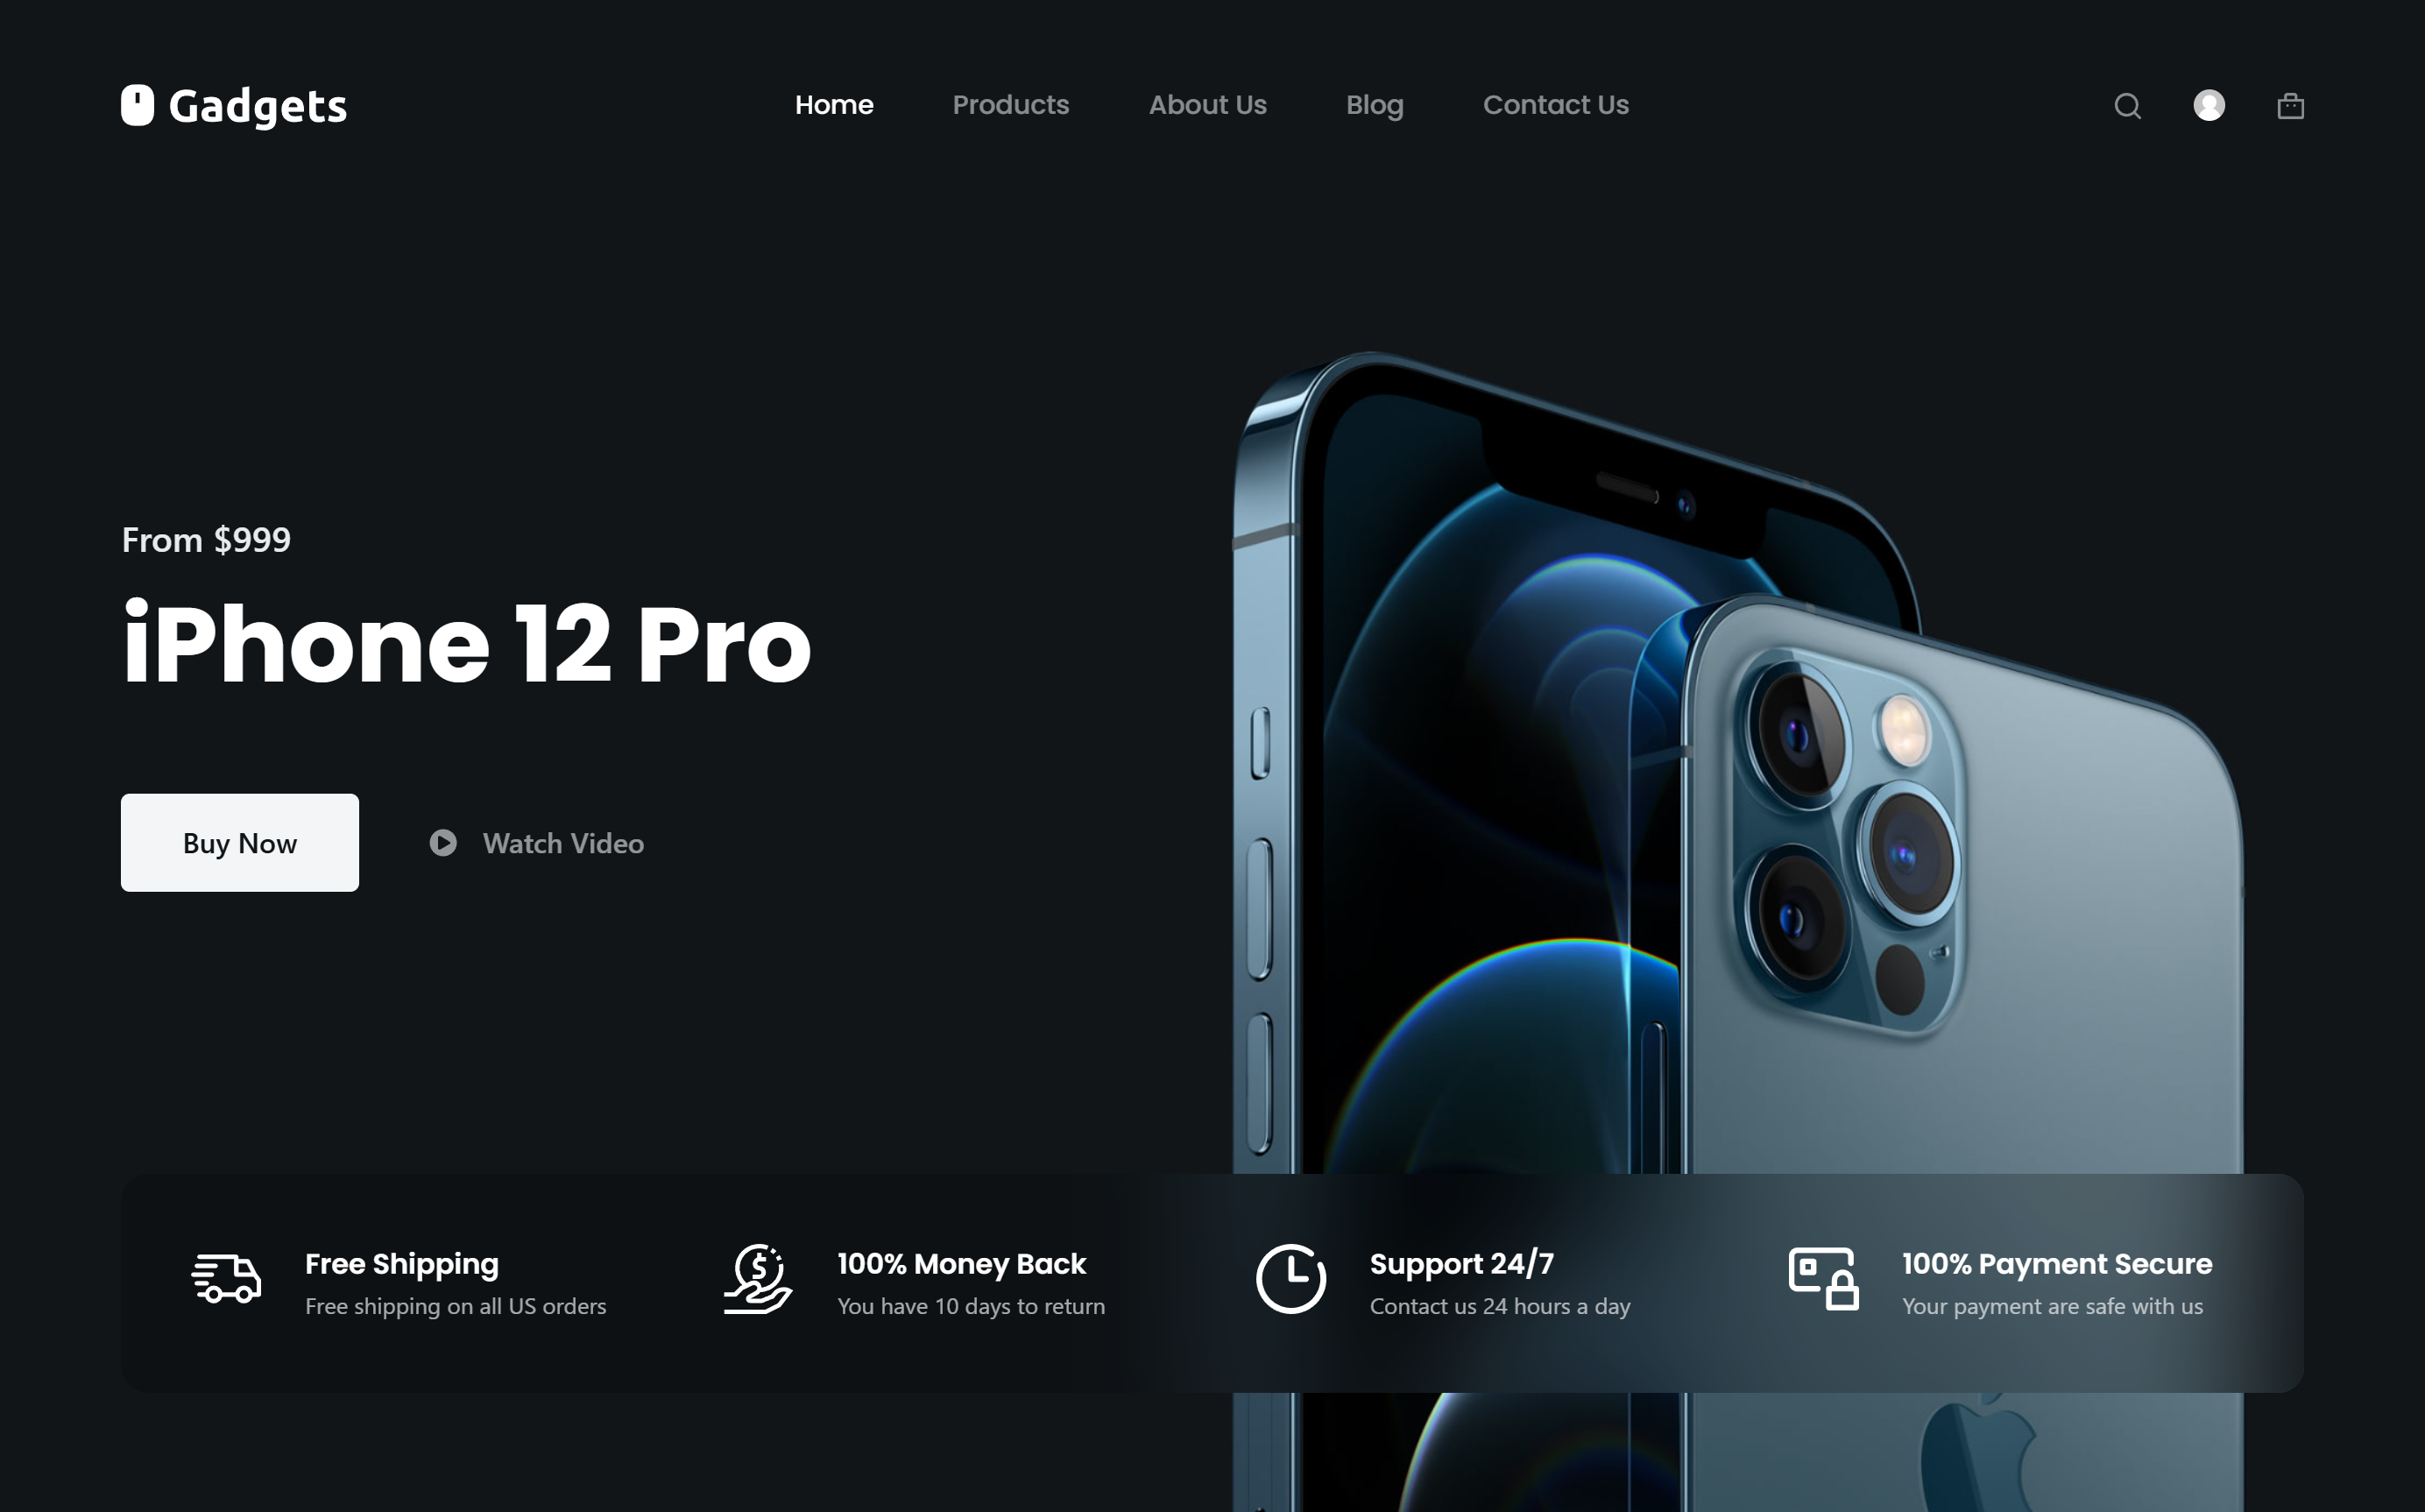 Gadgets
Home Products About Us Blog Contact Us
From $999
iPhone 12 Pro
Buy Now
Watch Video
Free Shipping
Free shipping on all US orders
100% Money Back
You have 10 days to return
Support 24/7
Contact us 24 hours a day
100% Payment Secure
Your payment are safe with us